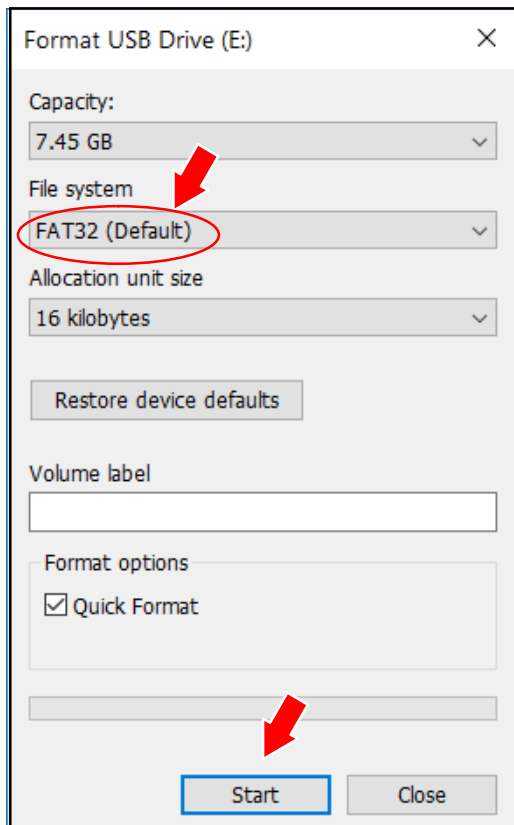 Format USB Drive (E:)
Capacity:
7.45 GB
File system
FAT32 (Default)
Allocation unit size
16 kilobytes
Restore device defaults
Volume label
Format options
Quick Format
Start Close